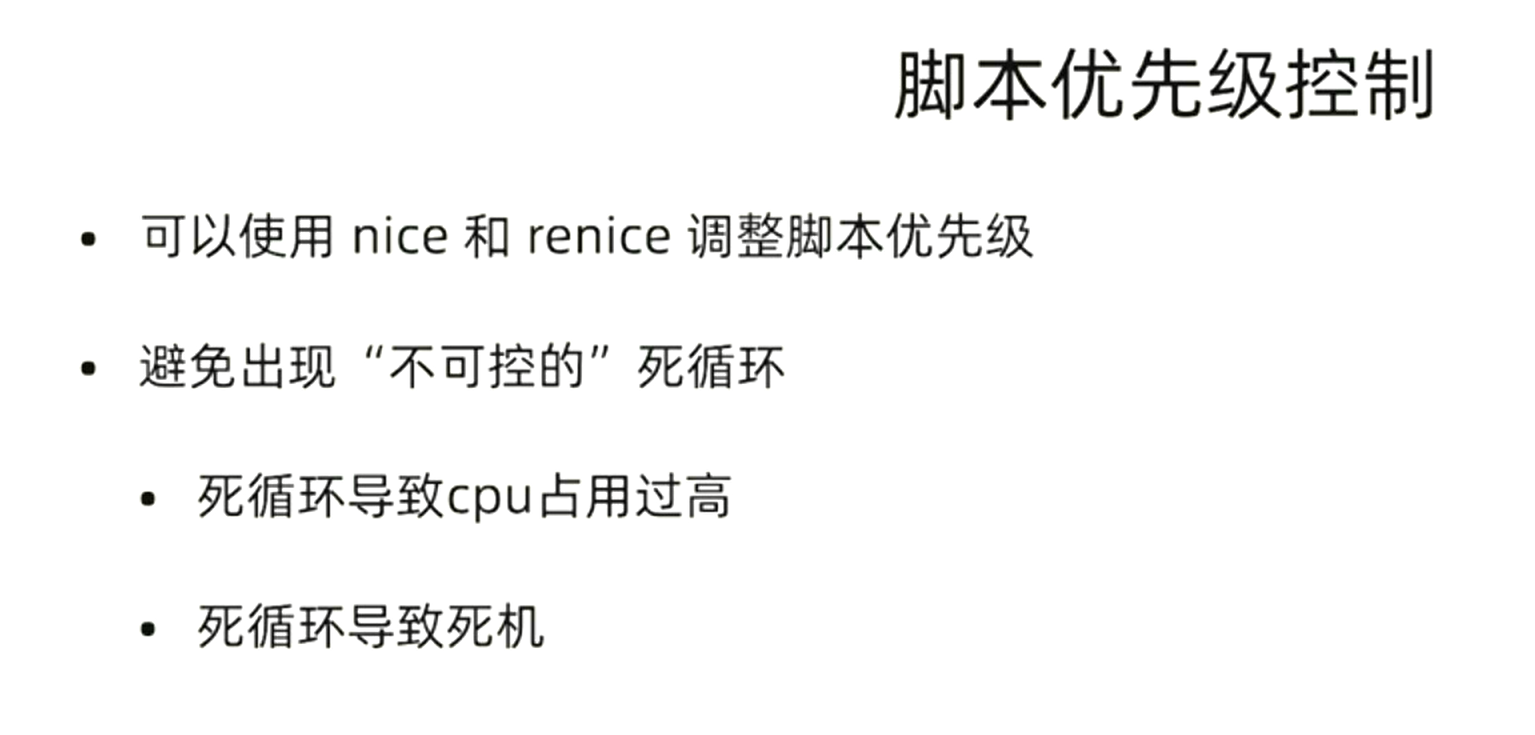 脚本优先级控制
• 可以使用 nice 和 renice 调整脚本优先级
• 避免出现“不可控的”死循环
• 死循环导致cpu占用过高
• 死循环导致死机